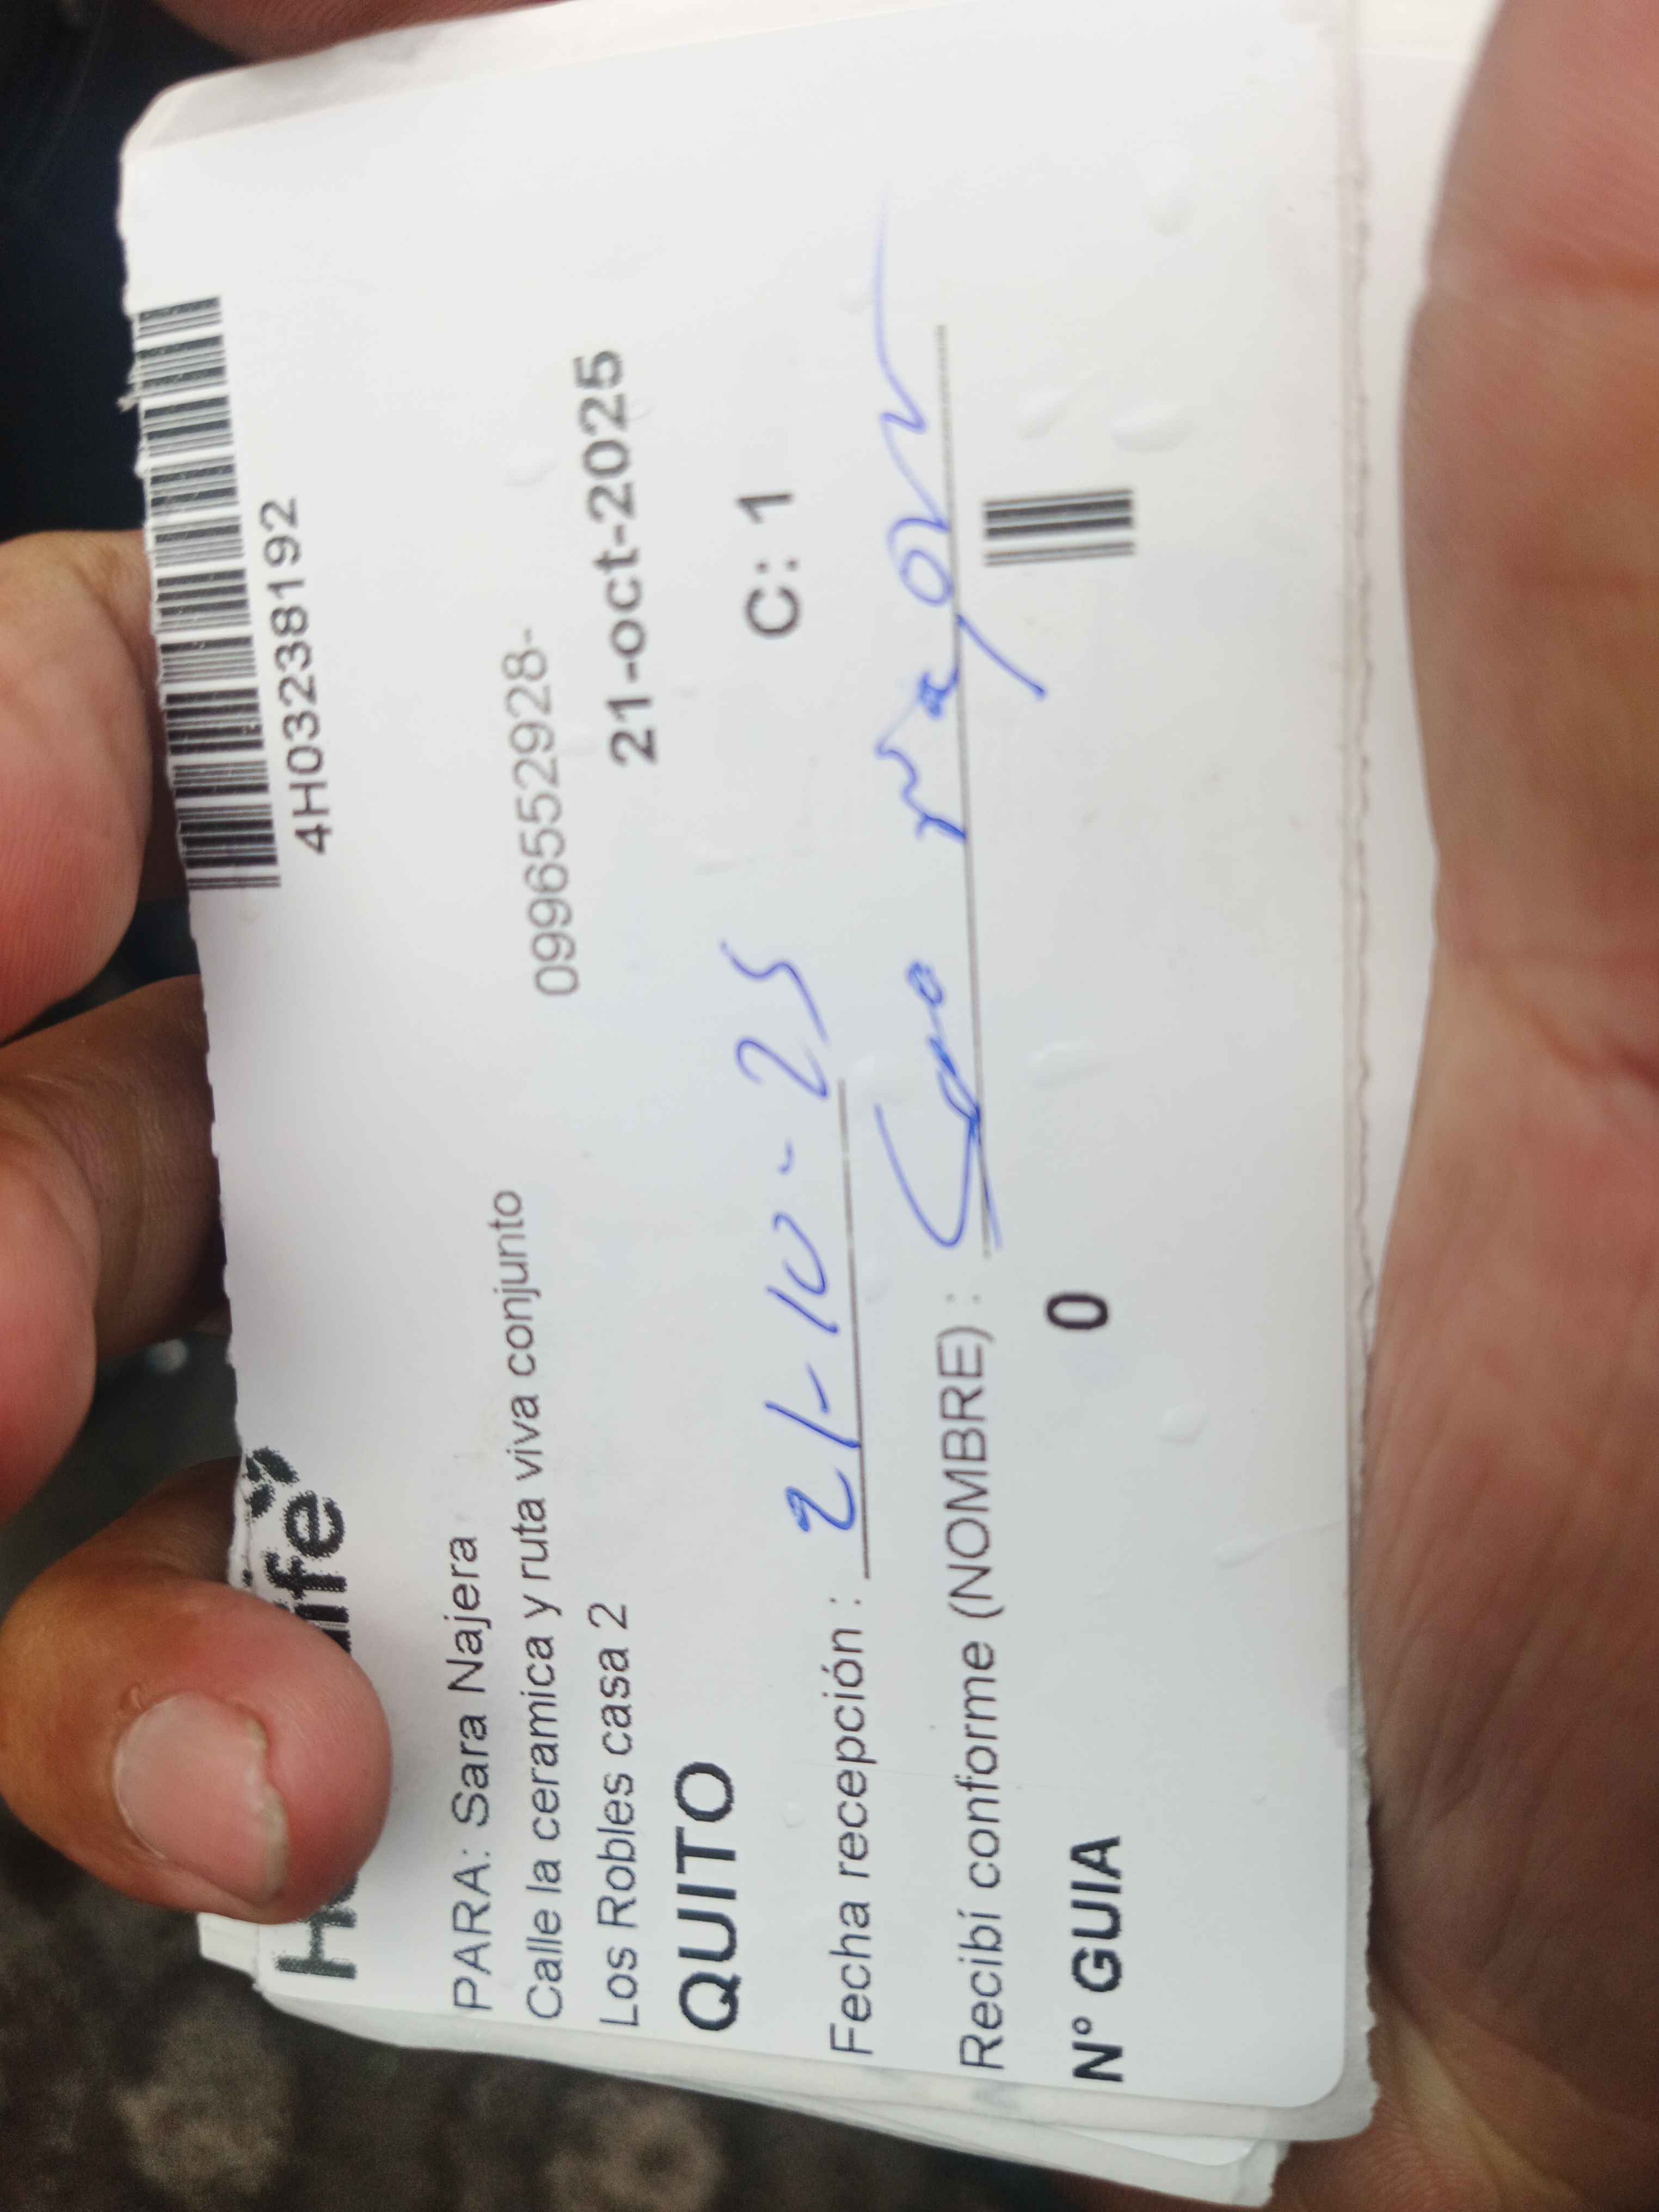 4H03238192
PARA: Sara Najera
Calle la ceramica y ruta viva conjunto 0996552928-
Los Robles casa 2 21-oct-2025
QUITO C: 1
Fecha recepción : 21-10-25
Recibí conforme (NOMBRE) :
N° GUIA 0